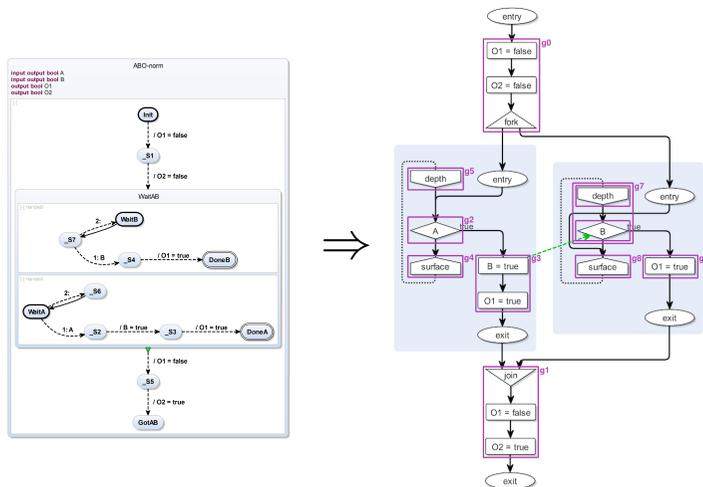 ABO-norm
input output bool A
input output bool B
output bool O1
output bool O2
Init
/ O1 = false
_S1
/ O2 = false
WaitAB
WaitB
2:
_S7
1: B
_S4
/ O1 = true
DoneB
_S6
2:
WaitA
1: A
_S2
/ B = true
_S3
/ O1 = true
DoneA
/ O1 = false
_S5
/ O2 = true
GotAB
entry
g0
O1 = false
O2 = false
fork
g5
depth
entry
g2
A
true
g4
surface
g3
B = true
O1 = true
exit
g7
depth
entry
B
true
g8
surface
O1 = true
exit
g1
join
O1 = false
O2 = true
exit